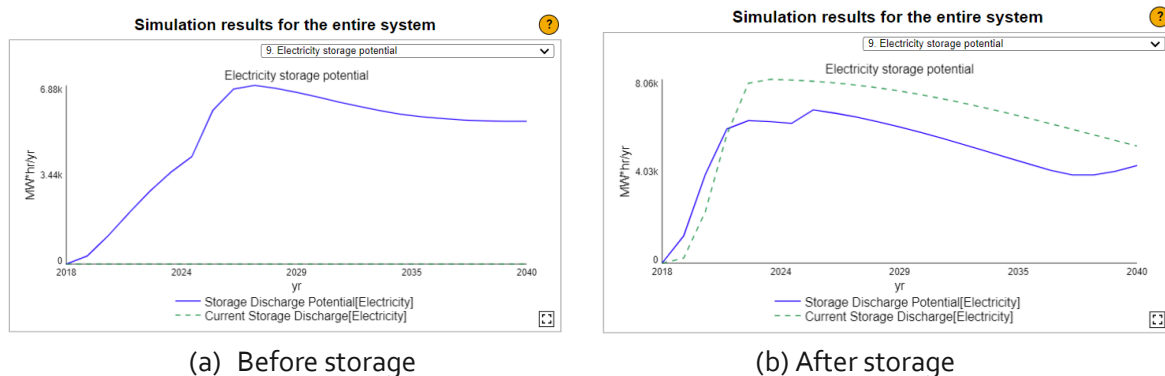 Simulation results for the entire system
?
9. Electricity storage potential
Electricity storage potential
6.88k
3.44k
0
MW*hr/yr
2018
2024
2029
2035
2040
yr
Storage Discharge Potential[Electricity]
Current Storage Discharge[Electricity]
(a) Before storage
Simulation results for the entire system
?
9. Electricity storage potential
Electricity storage potential
8.06k
4.03k
0
MW*hr/yr
2018
2024
2029
2035
2040
yr
Storage Discharge Potential[Electricity]
Current Storage Discharge[Electricity]
(b) After storage